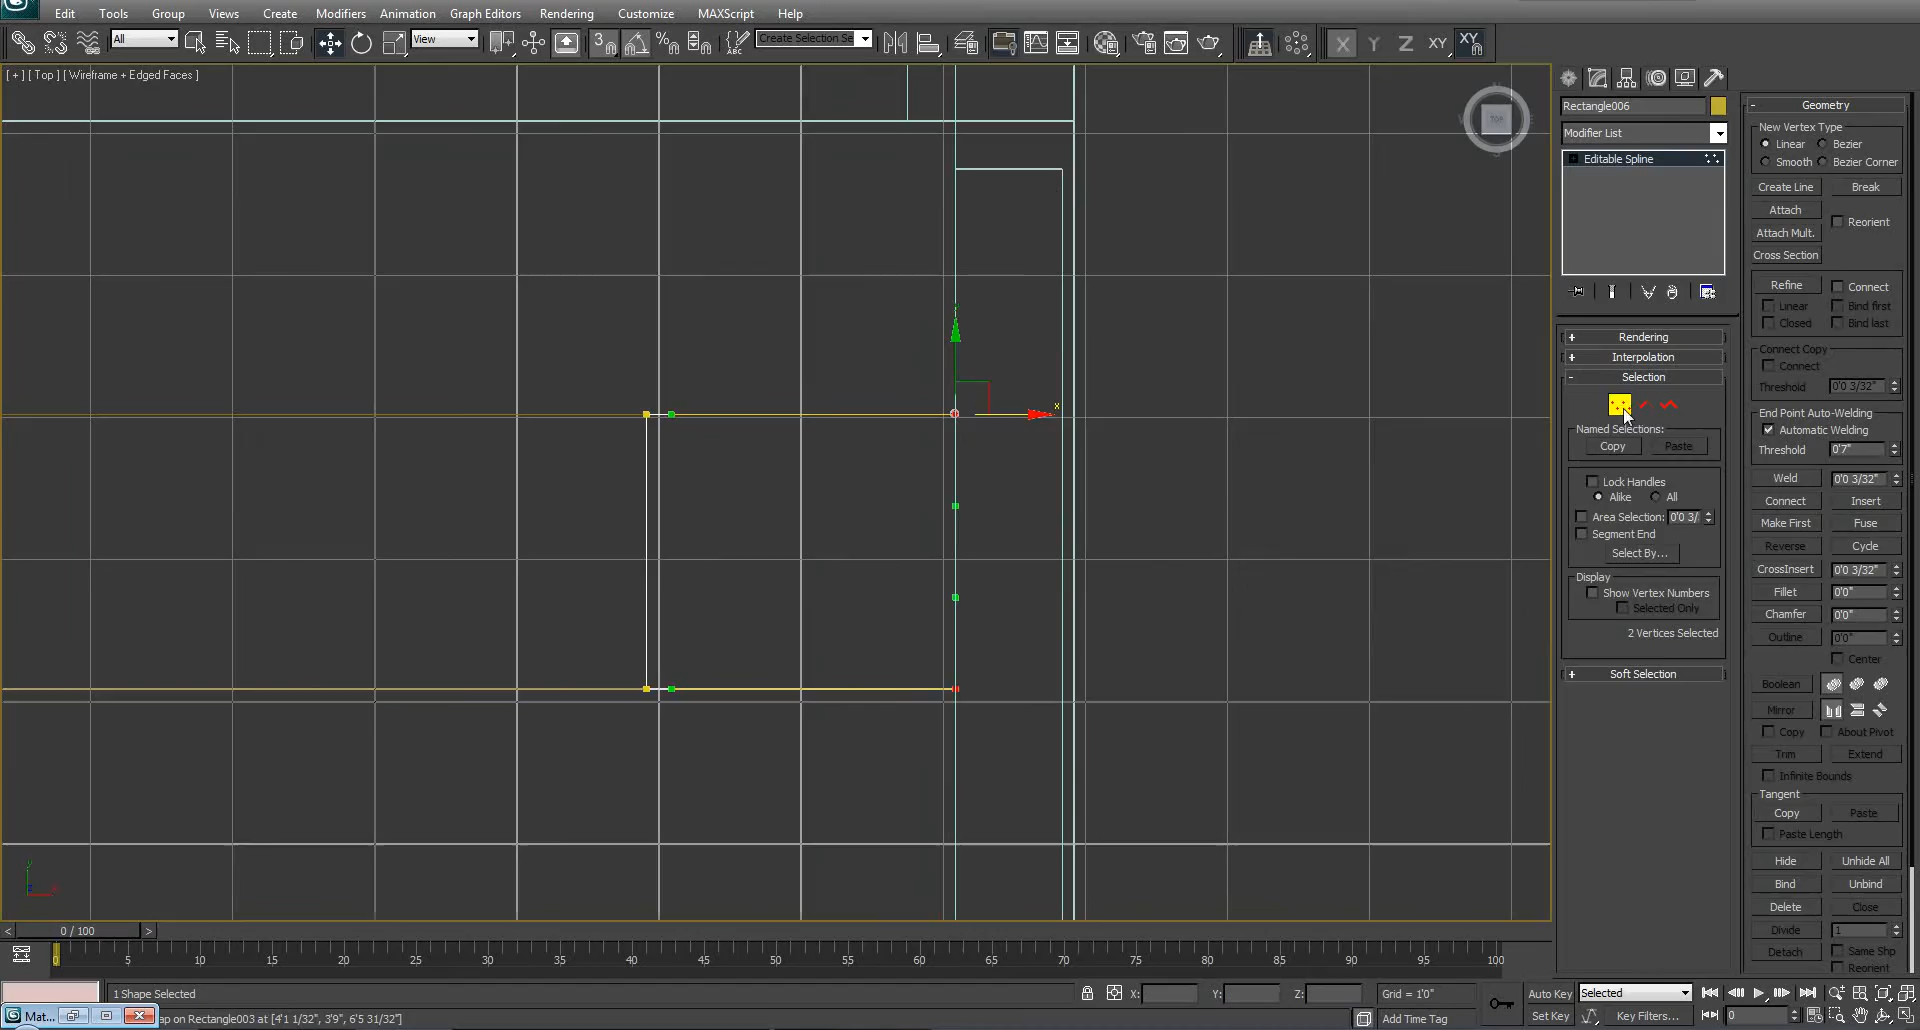 Edit Tools Group Views Create Modifiers Animation Graph Editors Rendering Customize MAXScript Help
All View 3 Create Selection Se X Y Z XY XY
[ + ] [ Top ] [ Wireframe + Edged Faces ]
TOP
x
y
x
Rectangle006
Modifier List
Editable Spline
+ Rendering
+ Interpolation
- Selection
Named Selections:
Copy Paste
Lock Handles
Alike All
Area Selection: 0'0 3/
Segment End
Select By...
Display
Show Vertex Numbers
Selected Only
2 Vertices Selected
+ Soft Selection
- Geometry
New Vertex Type
Linear Bezier
Smooth Bezier Corner
Create Line Break
Attach Reorient
Attach Mult.
Cross Section
Refine Connect
Linear Bind first
Closed Bind last
Connect Copy
Connect
Threshold 0'0 3/32"
End Point Auto-Welding
Automatic Welding
Threshold 0'7"
Weld 0'0 3/32"
Connect Insert
Make First Fuse
Reverse Cycle
CrossInsert 0'0 3/32"
Fillet 0'0"
Chamfer 0'0"
Outline 0'0"
Center
Boolean
Mirror
Copy About Pivot
Trim Extend
Infinite Bounds
Tangent
Copy Paste
Paste Length
Hide Unhide All
Bind Unbind
Delete Close
Divide 1
Detach Same Shp
Reorient
< 0 / 100 >
0 5 10 15 20 25 30 35 40 45 50 55 60 65 70 75 80 85 90 95 100
1 Shape Selected X: Y: Z: Grid = 1'0" Auto Key Selected
Mat... ap on Rectangle003 at [4'1 1/32", 3'9", 6'5 31/32"] Add Time Tag Set Key Key Filters... 0